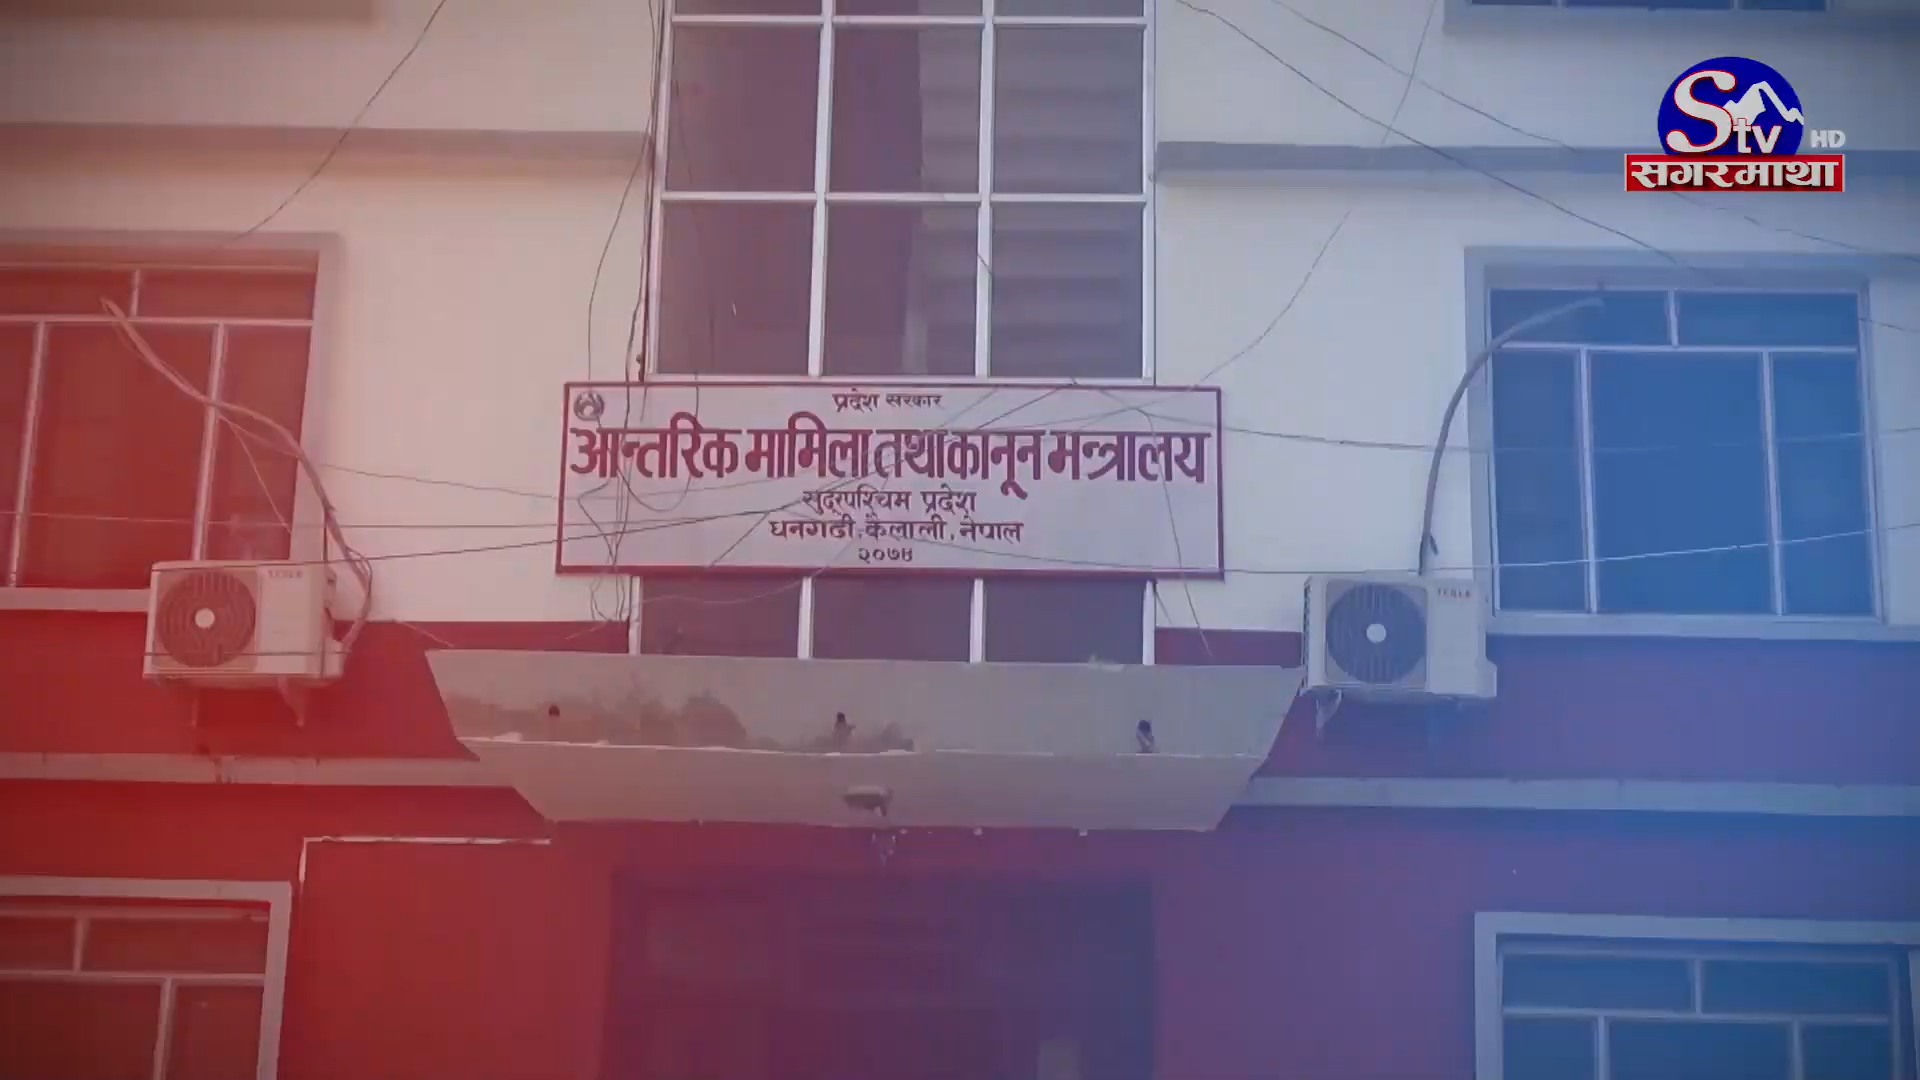 Stv HD
सगरमाथा
प्रदेश सरकार
आन्तरिक मामिला तथा कानून मन्त्रालय
सुदूरपश्चिम प्रदेश
धनगढी, कैलाली, नेपाल
२०७४